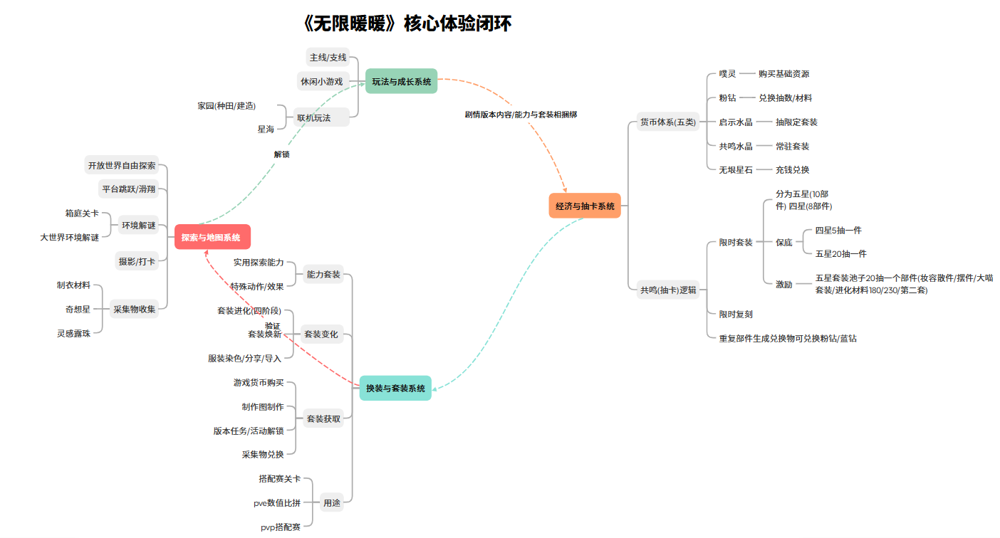 《无限暖暖》核心体验闭环
主线/支线
休闲小游戏
玩法与成长系统
家园(种田/建造)
星海
联机玩法
解锁
剧情版本内容/能力与套装相捆绑
开放世界自由探索
平台跳跃/滑翔
箱庭关卡
大世界环境解谜
环境解谜
摄影/打卡
制衣材料
奇想星
灵感露珠
采集物收集
探索与地图系统
实用探索能力
特殊动作/效果
能力套装
套装进化(四阶段)
验证
套装焕新
服装染色/分享/导入
套装变化
游戏货币购买
制作图制作
版本任务/活动解锁
采集物兑换
套装获取
换装与套装系统
搭配赛关卡
pve数值比拼
pvp搭配赛
用途
经济与抽卡系统
货币体系(五类)
噗灵
购买基础资源
粉钻
兑换抽数/材料
启示水晶
抽限定套装
共鸣水晶
常驻套装
无垠星石
充钱兑换
共鸣(抽卡)逻辑
限时套装
分为五星(10部
件) 四星(8部件)
保底
四星5抽一件
五星20抽一件
激励
五星套装池子20抽一个部件(妆容散件/摆件/大喵
套装/进化材料180/230/第二套)
限时复刻
重复部件生成兑换物可兑换粉钻/蓝钻